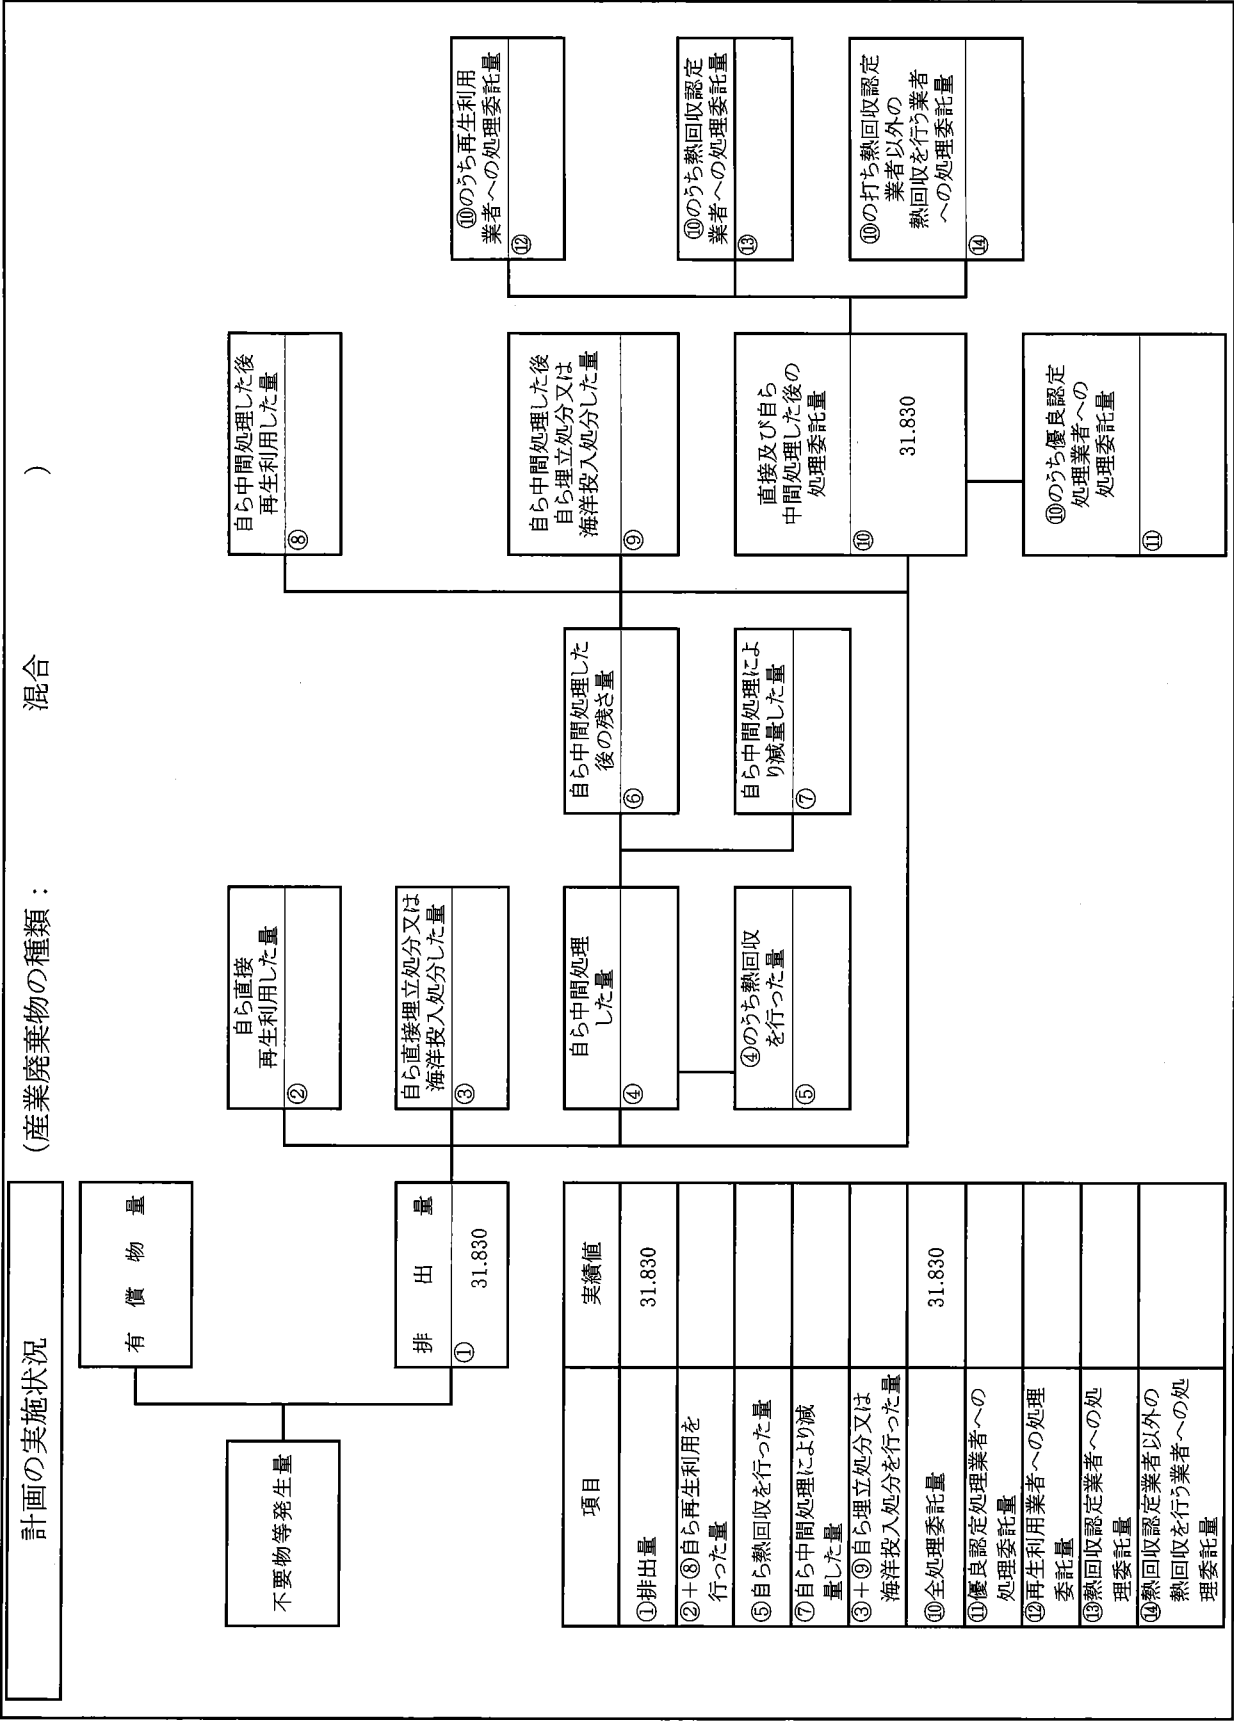 計画の実施状況
(産業廃棄物の種類： 混合 )
不要物等発生量
有償物量
排出量
① 31.830
自ら直接
再生利用した量
②
自ら直接埋立処分又は
海洋投入処分した量
③
自ら中間処理
した量
④
④のうち熱回収
を行った量
⑤
自ら中間処理した
後の残さ量
⑥
自ら中間処理によ
り減量した量
⑦
自ら中間処理した後
再生利用した量
⑧
自ら中間処理した後
自ら埋立処分又は
海洋投入処分した量
⑨
直接及び自ら
中間処理した後の
処理委託量
⑩ 31.830
⑩のうち優良認定
処理業者への
処理委託量
⑪
⑩のうち再生利用
業者への処理委託量
⑫
⑩のうち熱回収認定
業者への処理委託量
⑬
⑩の打ち熱回収認定
業者以外の
熱回収を行う業者
への処理委託量
⑭
項目 実績値
①排出量 31.830
②＋⑧自ら再生利用を
行った量
⑤自ら熱回収を行った量
⑦自ら中間処理により減
量した量
③＋⑨自ら埋立処分又は
海洋投入処分を行った量
⑩全処理委託量 31.830
⑪優良認定処理業者への
処理委託量
⑫再生利用業者への処理
委託量
⑬熱回収認定業者への処
理委託量
⑭熱回収認定業者以外の
熱回収を行う業者への処
理委託量